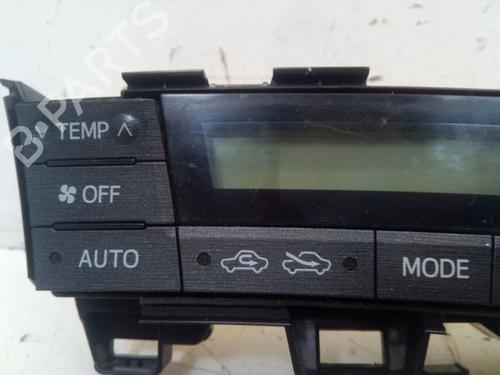 B-PARTS
∨ TEMP ∧
OFF
AUTO
MODE